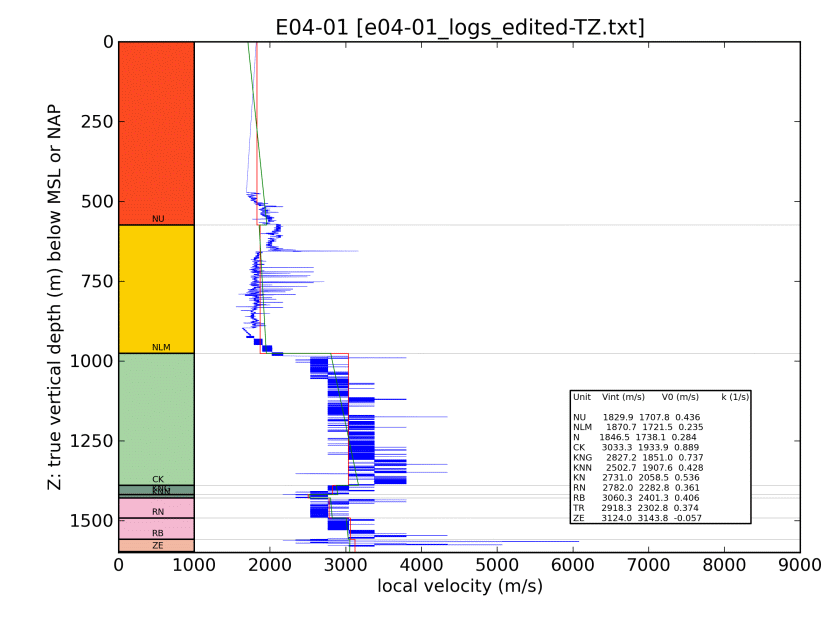 E04-01 [e04-01_logs_edited-TZ.txt]
Z: true vertical depth (m) below MSL or NAP
0
250
500
750
1000
1250
1500
NU
NLM
CK
KNN
RN
RB
ZE
Unit Vint (m/s) V0 (m/s) k (1/s)
NU 1829.9 1707.8 0.436
NLM 1870.7 1721.5 0.235
N 1846.5 1738.1 0.284
CK 3033.3 1933.9 0.889
KNG 2827.2 1851.0 0.737
KNN 2502.7 1907.6 0.428
KN 2731.0 2058.5 0.536
RN 2782.0 2282.8 0.361
RB 3060.3 2401.3 0.406
TR 2918.3 2302.8 0.374
ZE 3124.0 3143.8 -0.057
0 1000 2000 3000 4000 5000 6000 7000 8000 9000
local velocity (m/s)